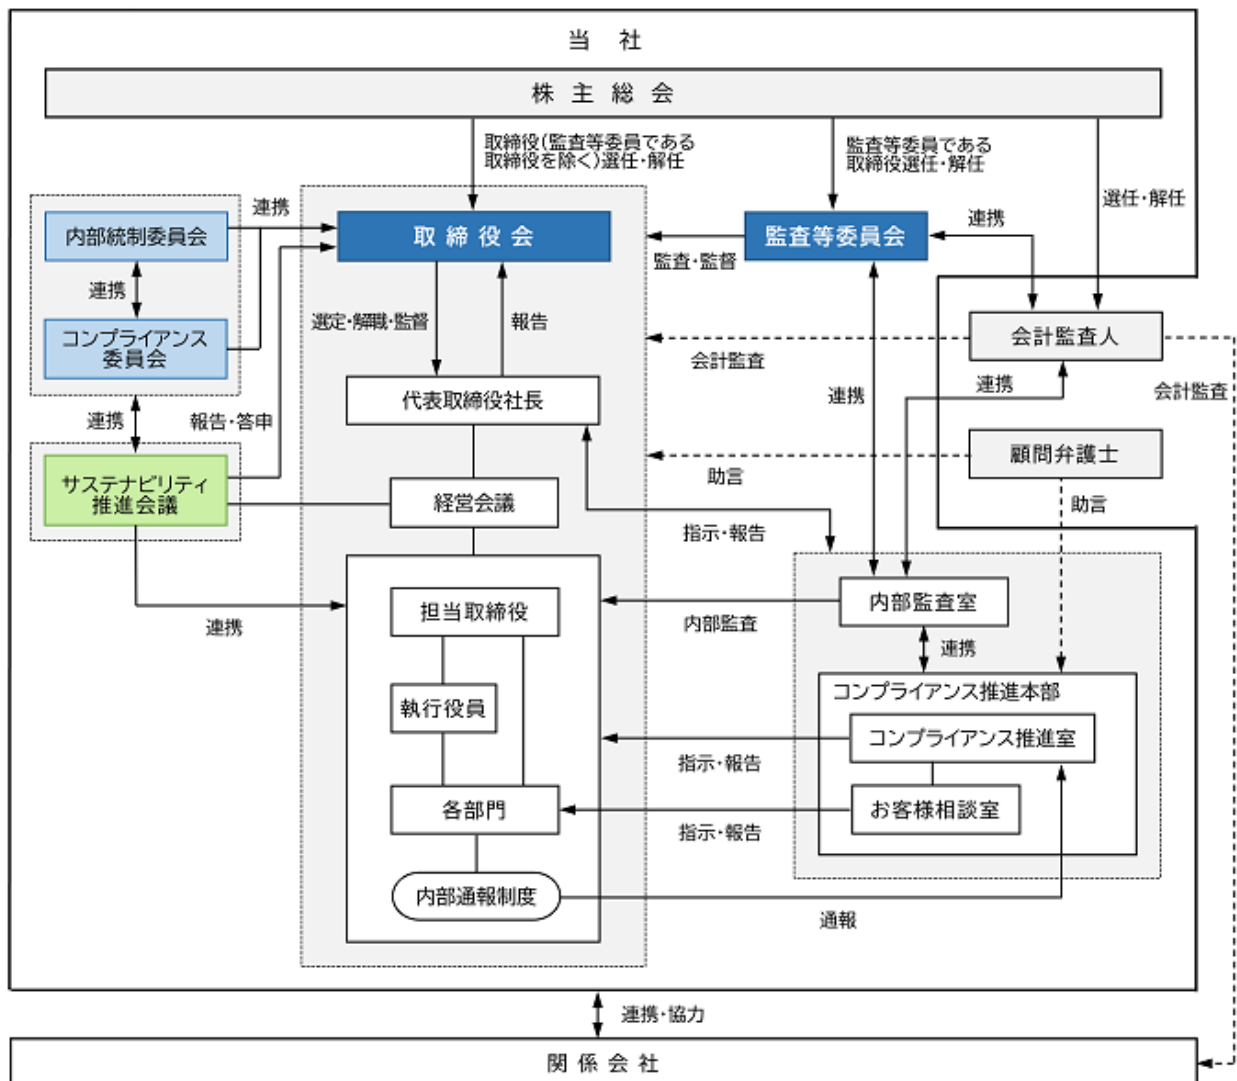 当 社
株 主 総 会
取締役(監査等委員である
取締役を除く)選任・解任
監査等委員である
取締役選任・解任
選任・解任
連携
内部統制委員会
取 締 役 会
監査等委員会
連携
監査・監督
連携
選定・解職・監督
報告
コンプライアンス
委員会
会計監査人
会計監査
連携
連携
会計監査
代表取締役社長
連携
報告・答申
顧問弁護士
助言
サステナビリティ
推進会議
経営会議
助言
指示・報告
内部監査室
担当取締役
内部監査
連携
連携
コンプライアンス推進本部
執行役員
コンプライアンス推進室
指示・報告
各部門
お客様相談室
指示・報告
内部通報制度
通報
連携・協力
関 係 会 社